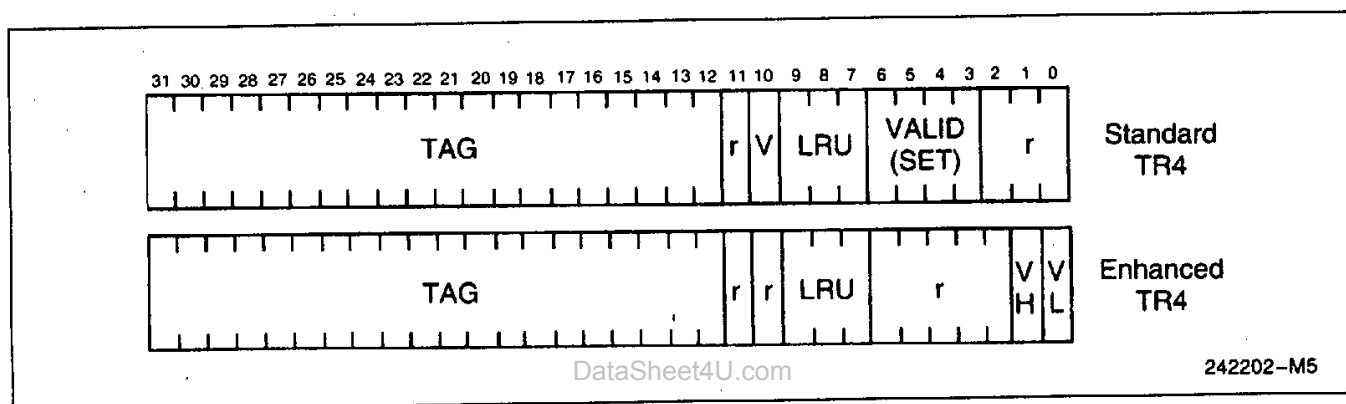 31 30 29 28 27 26 25 24 23 22 21 20 19 18 17 16 15 14 13 12 11 10 9 8 7 6 5 4 3 2 1 0
TAG r V LRU VALID (SET) r
Standard TR4
TAG r r LRU r VH VL
Enhanced TR4
DataSheet4U.com
242202-M5